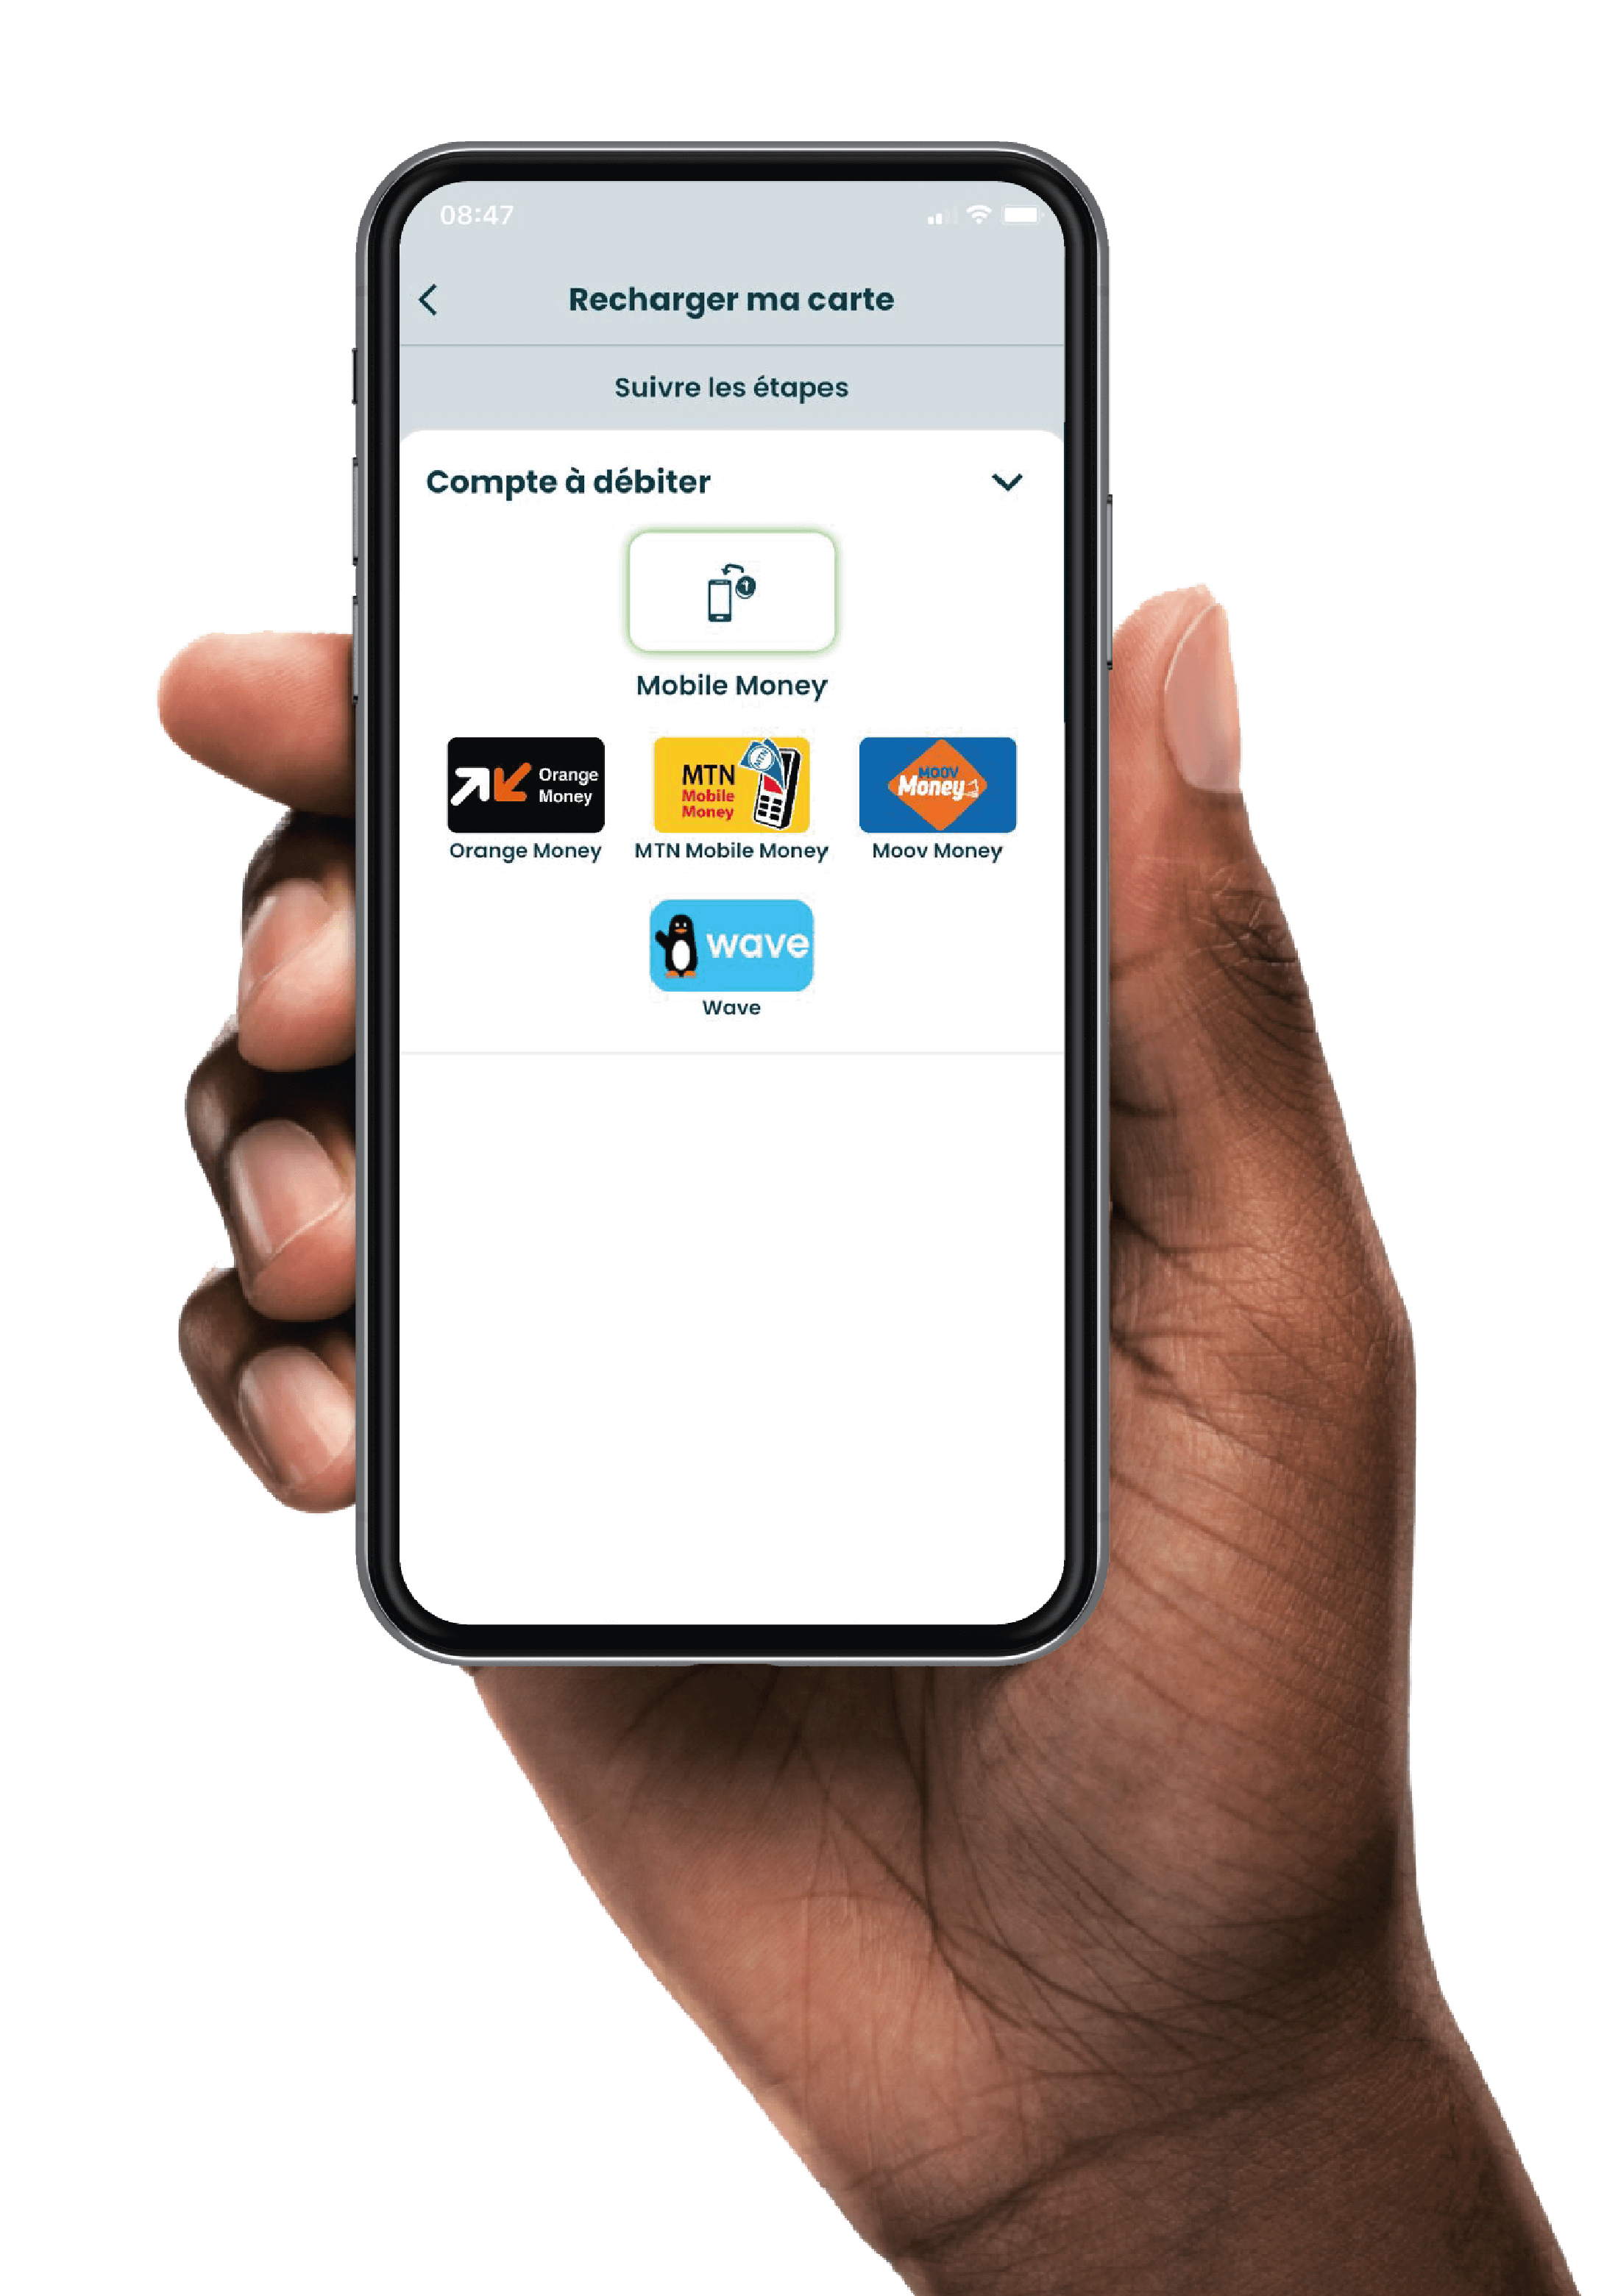 08:47
Recharger ma carte
Suivre les étapes
Compte à débiter
Mobile Money
Orange
Money
MTN
Mobile
Money
MTN
MOOV
Money
Orange Money
MTN Mobile Money
Moov Money
wave
Wave